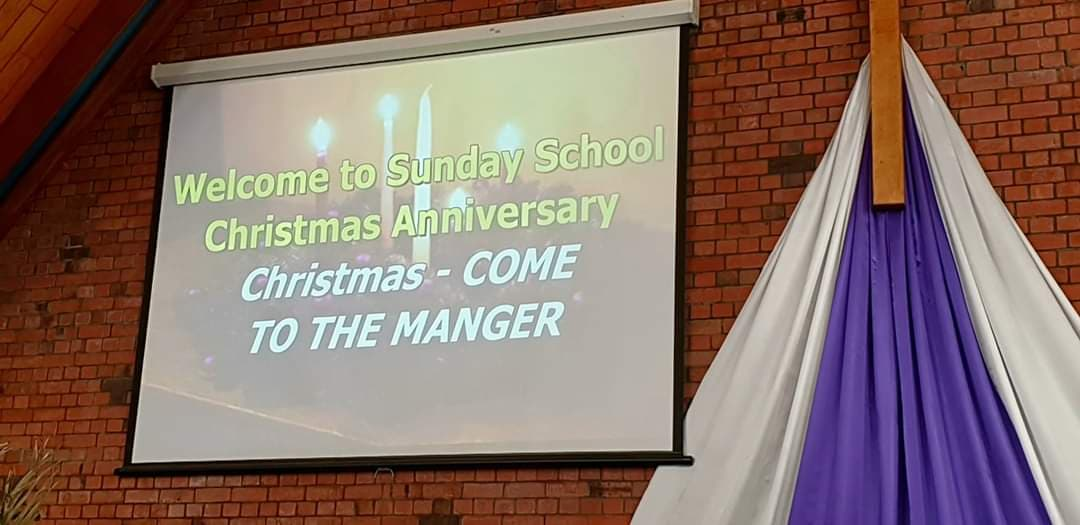 Welcome to Sunday School
Christmas Anniversary
Christmas - COME
TO THE MANGER